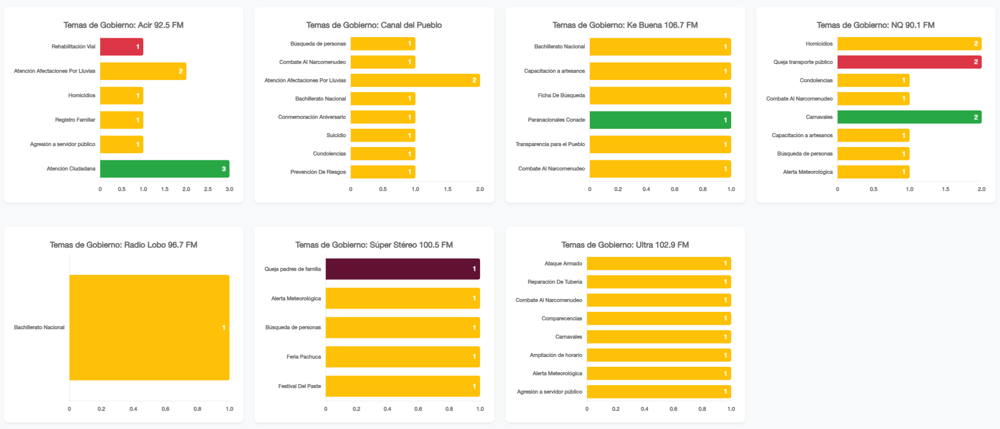 Temas de Gobierno: Acir 92.5 FM
Rehabilitación Vial 1
Atención Afectaciones Por Lluvias 2
Homicidios 1
Registro Familiar 1
Agresión a servidor público 1
Atención Ciudadana 3
0 0.5 1.0 1.5 2.0 2.5 3.0
Temas de Gobierno: Canal del Pueblo
Búsqueda de personas 1
Combate Al Narcomenudeo 1
Atención Afectaciones Por Lluvias 2
Bachillerato Nacional 1
Conmemoración Aniversario 1
Suicidio 1
Condolencias 1
Prevención De Riesgos 1
0 0.5 1.0 1.5 2.0
Temas de Gobierno: Ke Buena 106.7 FM
Bachillerato Nacional 1
Capacitación a artesanos 1
Ficha De Búsqueda 1
Paranacionales Conade 1
Transparencia para el Pueblo 1
Combate Al Narcomenudeo 1
0 0.2 0.4 0.6 0.8 1.0
Temas de Gobierno: NQ 90.1 FM
Homicidios 2
Queja transporte público 2
Condolencias 1
Combate Al Narcomenudeo 1
Carnavales 2
Capacitación a artesanos 1
Búsqueda de personas 1
Alerta Meteorológica 1
0 0.5 1.0 1.5 2.0
Temas de Gobierno: Radio Lobo 96.7 FM
Bachillerato Nacional 1
0 0.2 0.4 0.6 0.8 1.0
Temas de Gobierno: Súper Stéreo 100.5 FM
Queja padres de familia 1
Alerta Meteorológica 1
Búsqueda de personas 1
Feria Pachuca 1
Festival Del Paste 1
0 0.2 0.4 0.6 0.8 1.0
Temas de Gobierno: Ultra 102.9 FM
Ataque Armado 1
Reparación De Tubería 1
Combate Al Narcomenudeo 1
Comparecencias 1
Carnavales 1
Ampliación de horario 1
Alerta Meteorológica 1
Agresión a servidor público 1
0 0.2 0.4 0.6 0.8 1.0